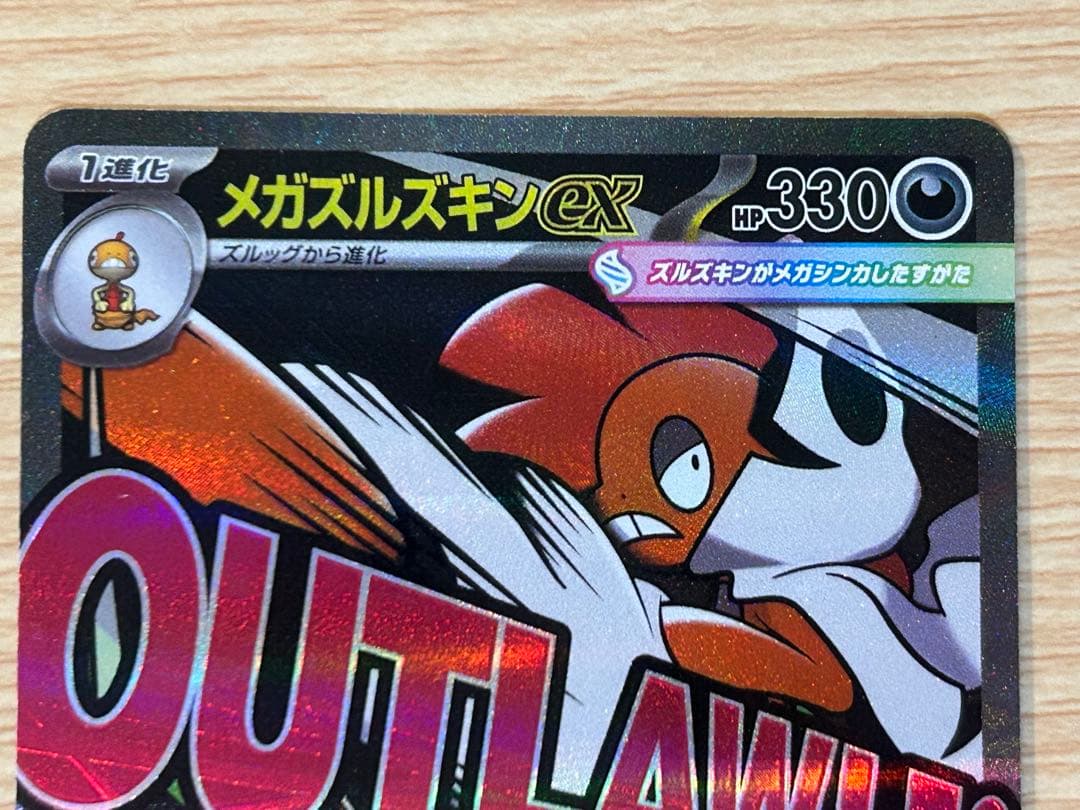 1進化
メガズルズキンex
HP330
ズルッグから進化
ズルズキンがメガシンカしたすがた